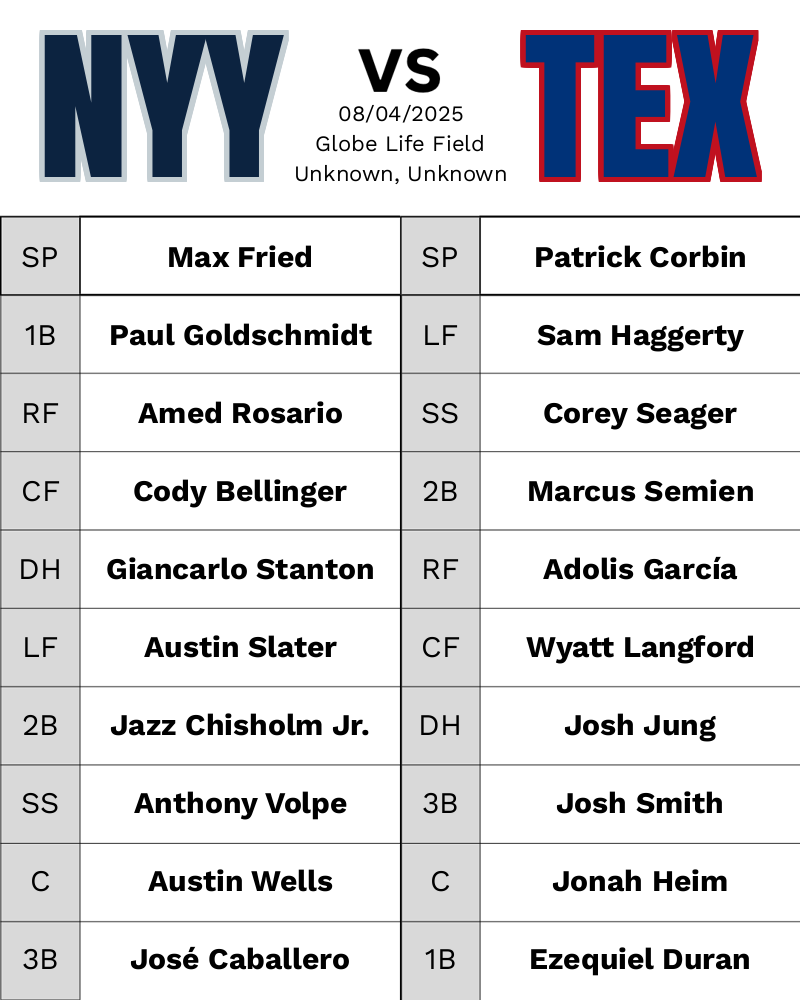 NYY
VS
TEX
08/04/2025
Globe Life Field
Unknown, Unknown
SP Max Fried SP Patrick Corbin
1B Paul Goldschmidt LF Sam Haggerty
RF Amed Rosario SS Corey Seager
CF Cody Bellinger 2B Marcus Semien
DH Giancarlo Stanton RF Adolis García
LF Austin Slater CF Wyatt Langford
2B Jazz Chisholm Jr. DH Josh Jung
SS Anthony Volpe 3B Josh Smith
C Austin Wells C Jonah Heim
3B José Caballero 1B Ezequiel Duran